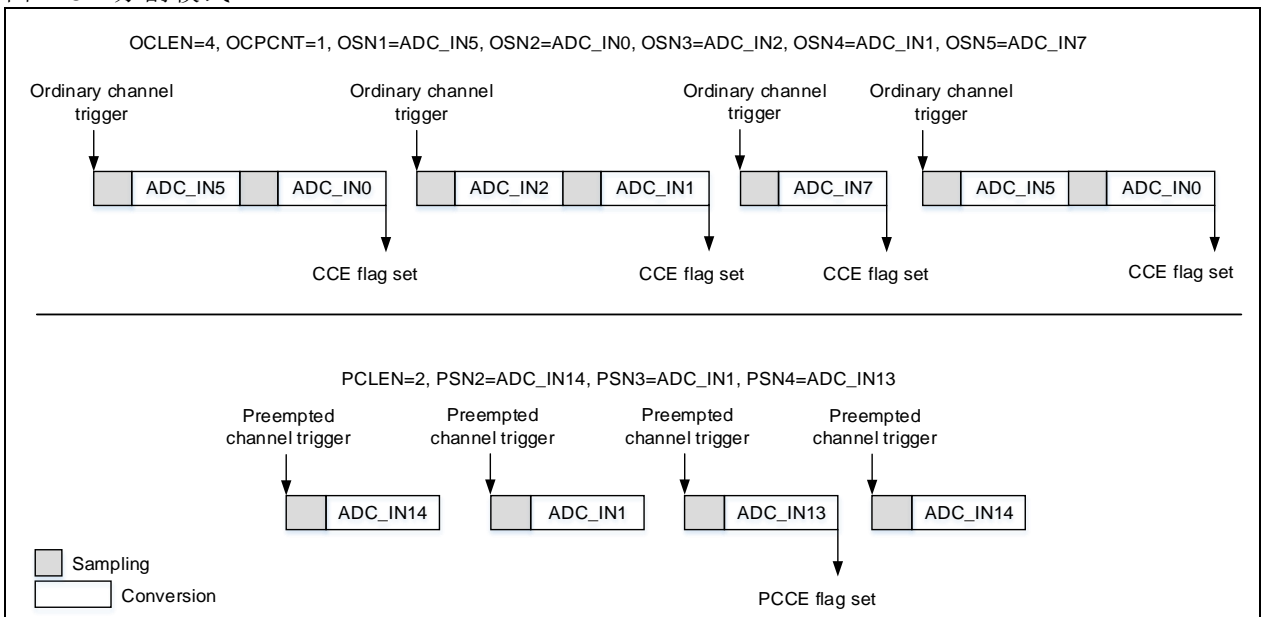 OCLEN=4, OCPCNT=1, OSN1=ADC_IN5, OSN2=ADC_IN0, OSN3=ADC_IN2, OSN4=ADC_IN1, OSN5=ADC_IN7
Ordinary channel
trigger
Ordinary channel
trigger
Ordinary channel
trigger
Ordinary channel
trigger
ADC_IN5
ADC_IN0
ADC_IN2
ADC_IN1
ADC_IN7
ADC_IN5
ADC_IN0
CCE flag set
CCE flag set
CCE flag set
CCE flag set
PCLEN=2, PSN2=ADC_IN14, PSN3=ADC_IN1, PSN4=ADC_IN13
Preempted
channel trigger
Preempted
channel trigger
Preempted
channel trigger
Preempted
channel trigger
ADC_IN14
ADC_IN1
ADC_IN13
ADC_IN14
Sampling
Conversion
PCCE flag set